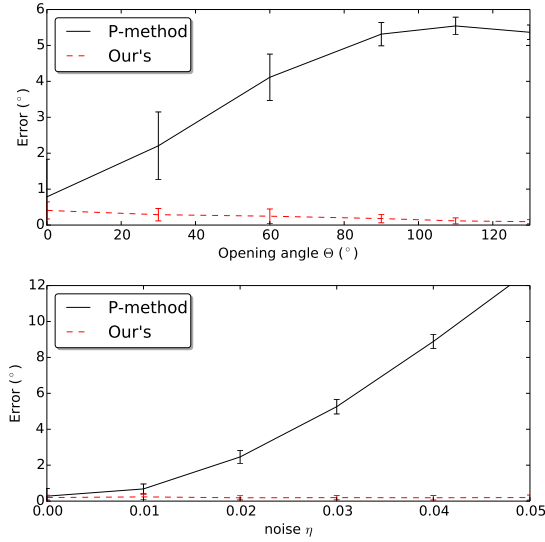 6
5
4
3
2
1
0
Error (°)
P-method
Our's
0 20 40 60 80 100 120
Opening angle Θ (°)
12
10
8
6
4
2
0
Error (°)
P-method
Our's
0.00 0.01 0.02 0.03 0.04 0.05
noise η